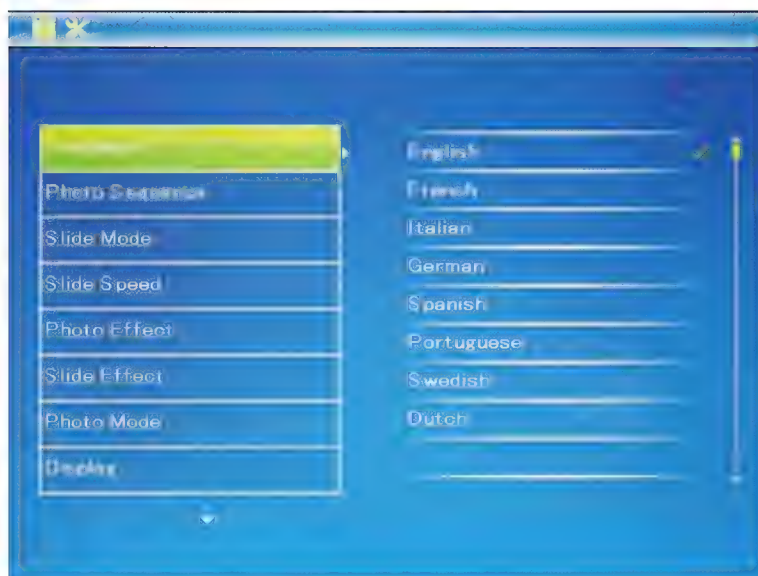 Photo Sequence
Slide Mode
Slide Speed
Photo Effect
Slide Effect
Photo Mode
Display
English
French
Italian
German
Spanish
Portuguese
Swedish
Dutch